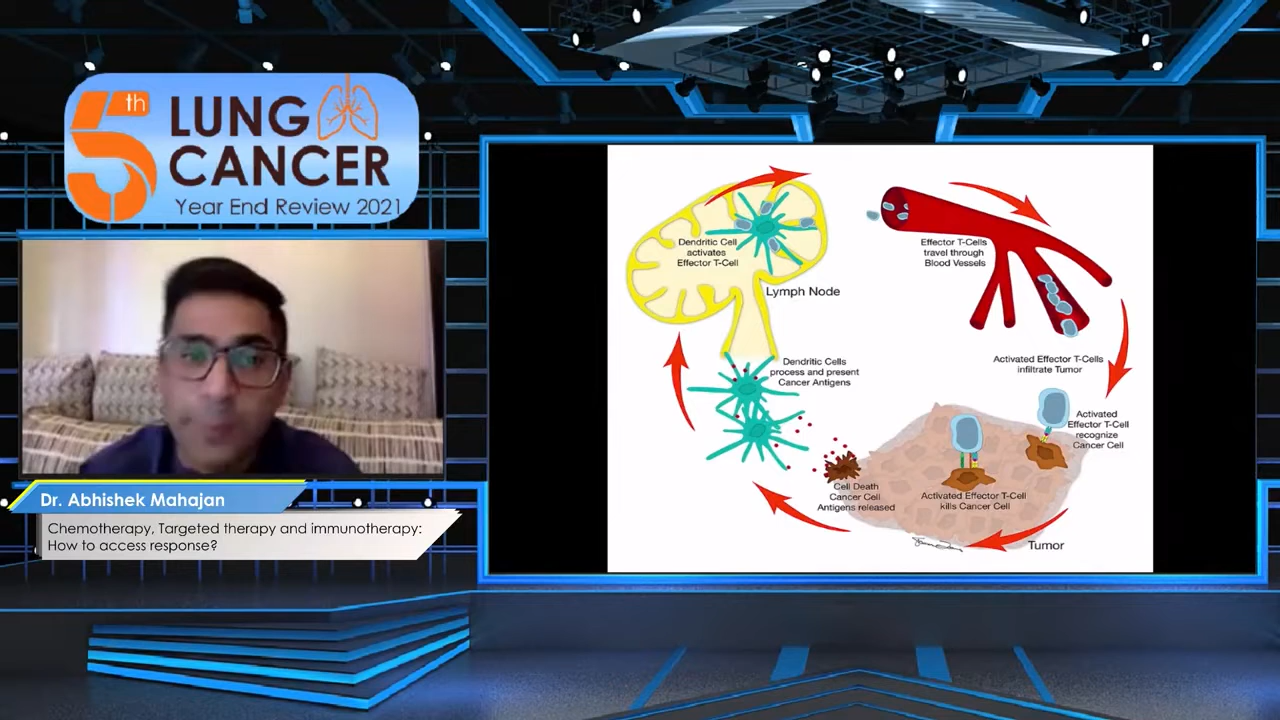 5th
LUNG
CANCER
Year End Review 2021
Dr. Abhishek Mahajan
Chemotherapy, Targeted therapy and immunotherapy:
How to access response?
Dendritic Cell
activates
Effector T-Cell
Lymph Node
Dendritic Cells
process and present
Cancer Antigens
Effector T-Cells
travel through
Blood Vessels
Activated Effector T-Cells
infiltrate Tumor
Activated
Effector T-Cell
recognize
Cancer Cell
Activated Effector T-Cell
kills Cancer Cell
Cell Death
Cancer Cell
Antigens released
Tumor